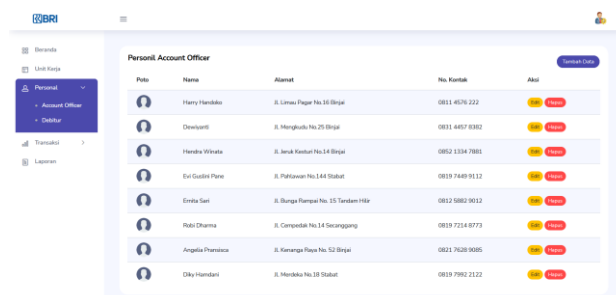 BRI
Beranda
Unit Kerja
Personal
Account Officer
Debitur
Transaksi
Laporan
Personil Account Officer
Tambah Data
Poto Nama Alamat No. Kontak Aksi
Harry Handoko Jl. Limau Pagar No.16 Binjai 0811 4576 222 Edit Hapus
Dewiyanti Jl. Mengkudu No.25 Binjai 0831 4457 8382 Edit Hapus
Hendra Winata Jl. Jeruk Kesturi No.14 Binjai 0852 1334 7881 Edit Hapus
Evi Gustini Pane Jl. Pahlawan No.144 Stabat 0819 7449 9112 Edit Hapus
Ernita Sari Jl. Bunga Rampai No. 15 Tandam Hilir 0812 5882 9012 Edit Hapus
Robi Dharma Jl. Cempedak No.14 Secanggang 0819 7214 8773 Edit Hapus
Angelia Pransisca Jl. Kenanga Raya No. 52 Binjai 0821 7628 9085 Edit Hapus
Diky Hamdani Jl. Merdeka No.18 Stabat 0819 7992 2122 Edit Hapus